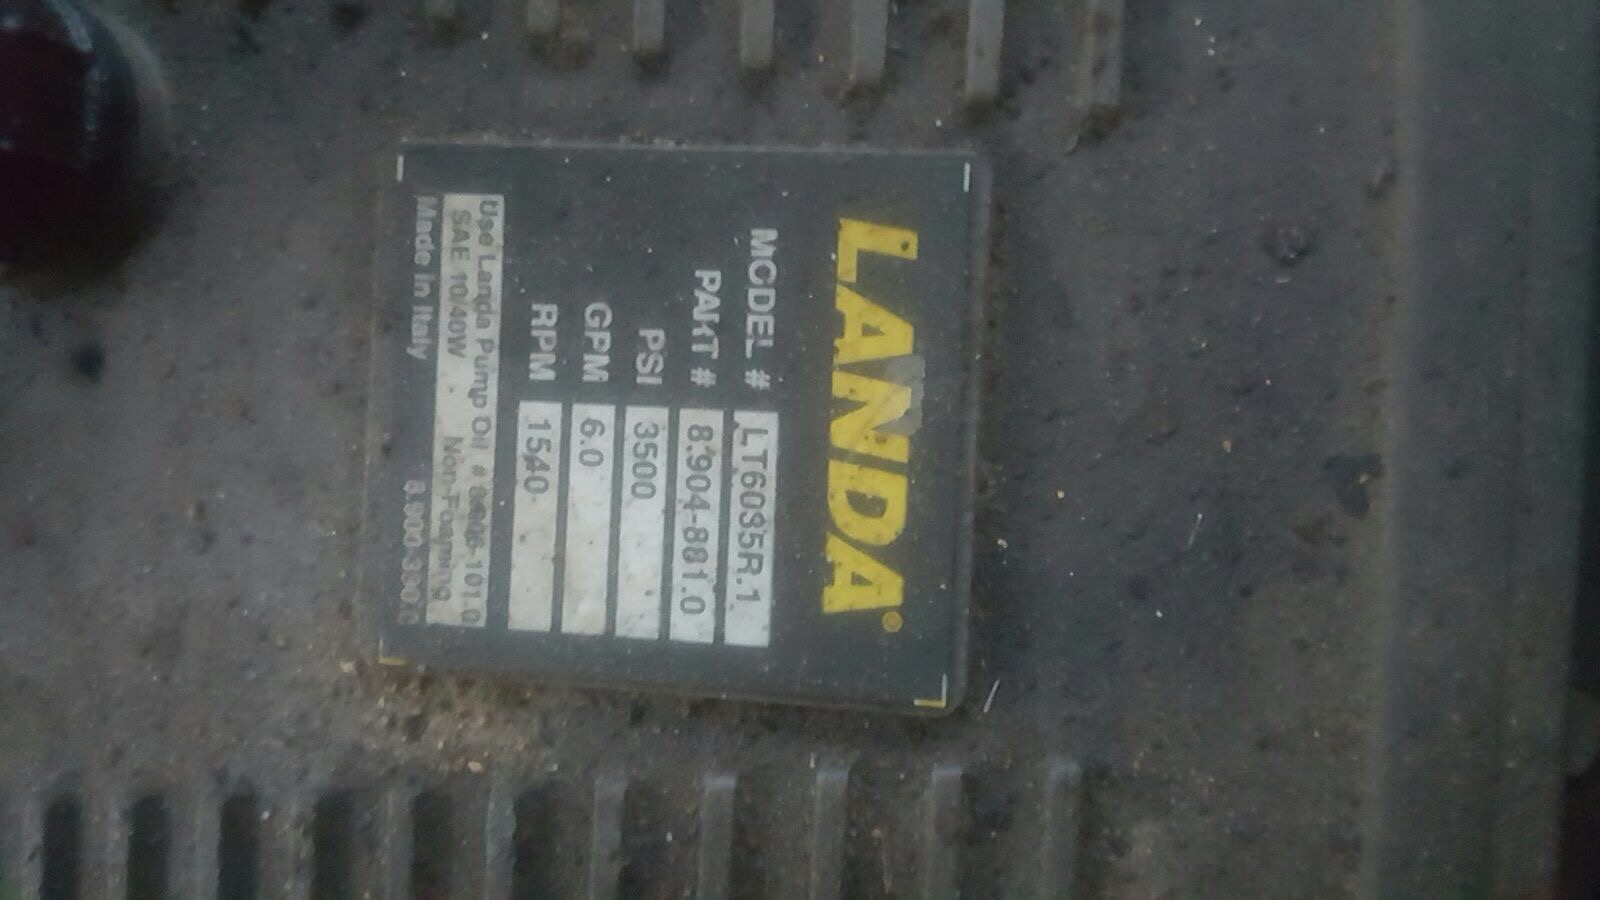 LANDA®
MODEL # LT6035R.1
PART # 8.904-881.0
PSI 3500
GPM 6.0
RPM 1540
Use Landa Pump Oil #
SAE 10/40W Non-Foaming
Made in Italy